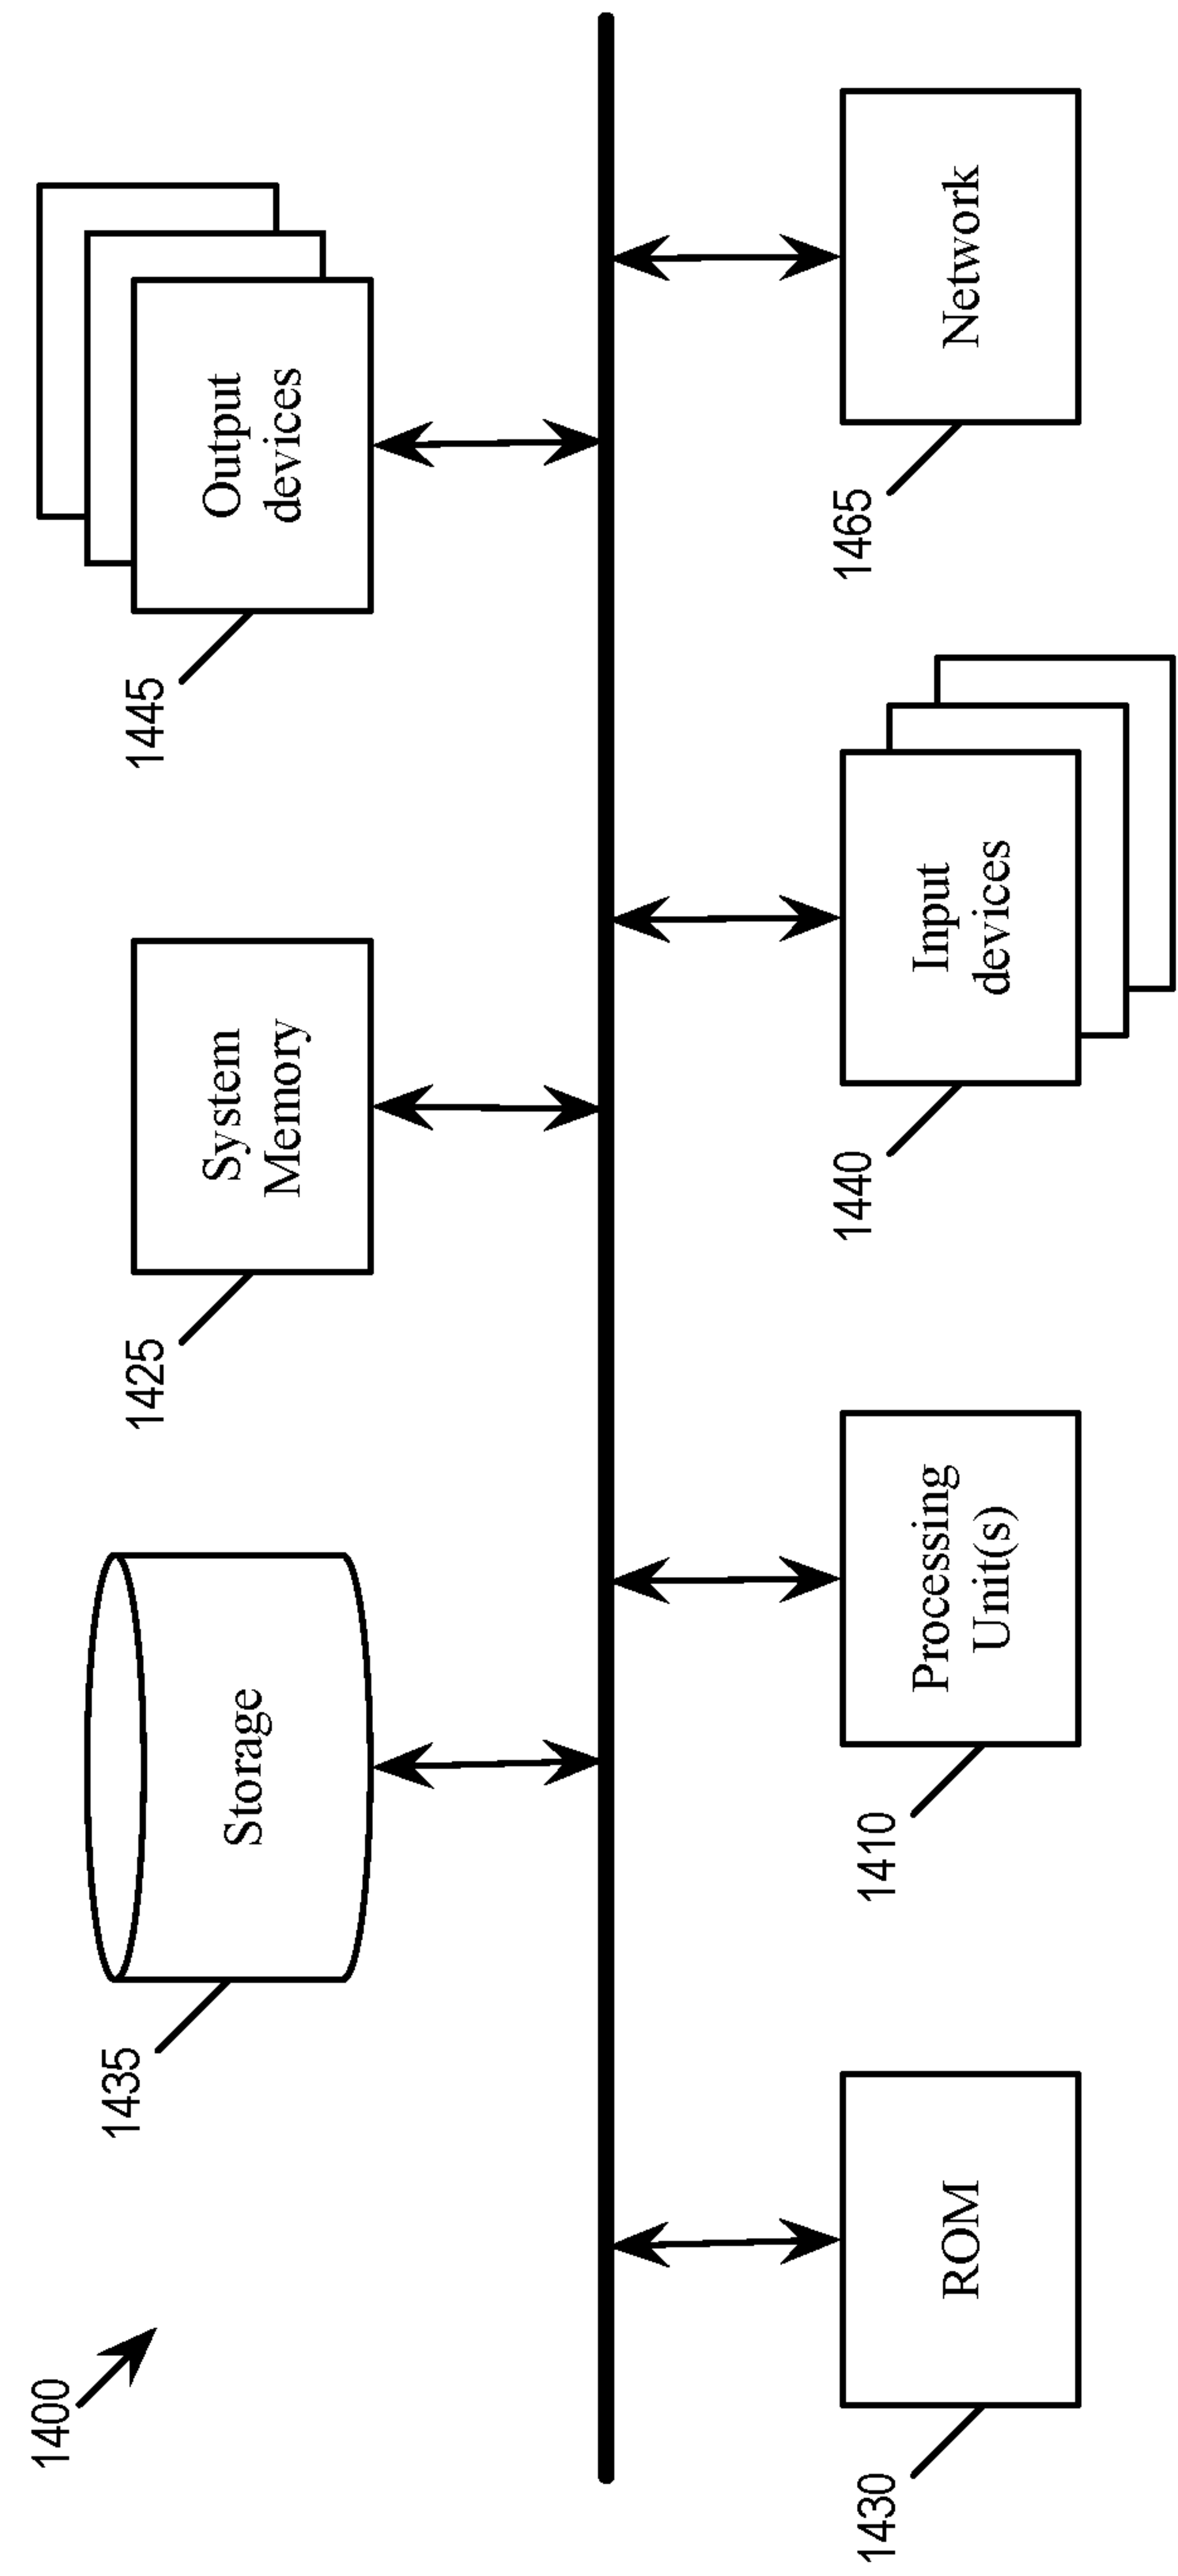 1400
1435
Storage
1425
System
Memory
1445
Output
devices
1430
ROM
1410
Processing
Unit(s)
1440
Input
devices
1465
Network